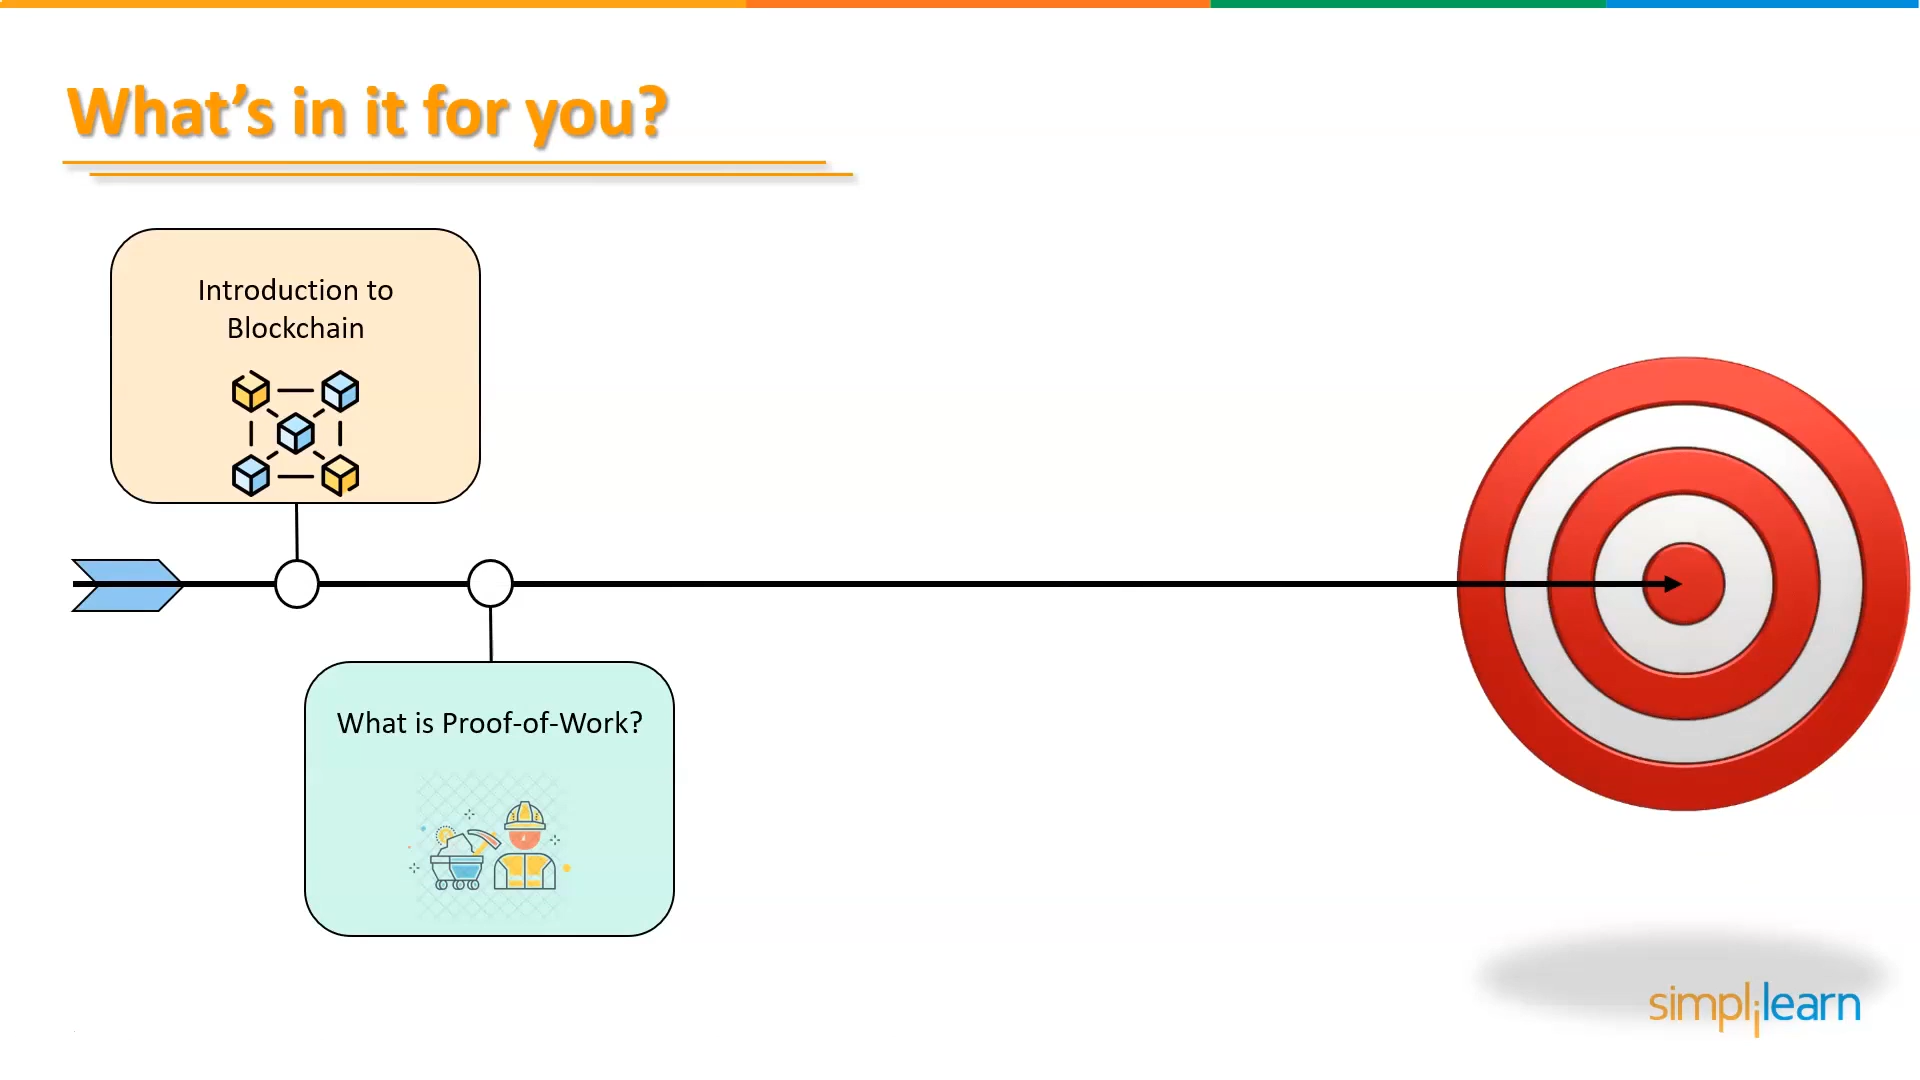 What’s in it for you?
Introduction to
Blockchain
What is Proof-of-Work?
simplilearn